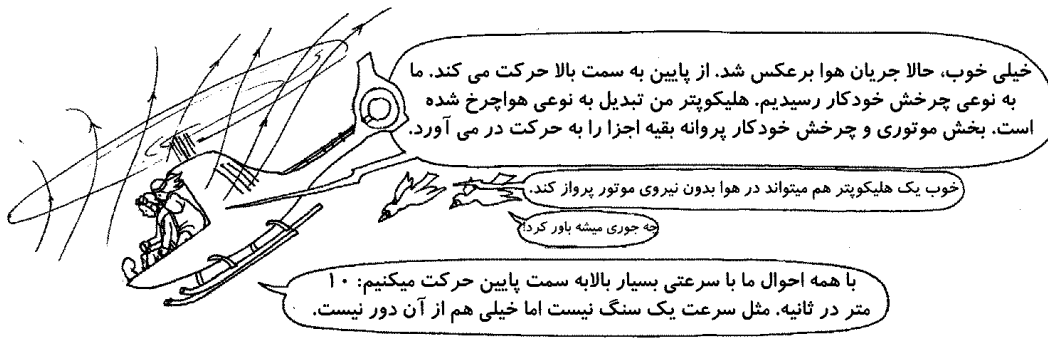 خیلی خوب، حالا جریان هوا برعکس شد. از پایین به سمت بالا حرکت می کند. ما
به نوعی چرخش خودکار رسیدیم. هلیکوپتر من تبدیل به نوعی هواچرخ شده
است. بخش موتوری و چرخش خودکار پروانه بقیه اجزا را به حرکت در می آورد.
خوب یک هلیکوپتر هم میتواند در هوا بدون نیروی موتور پرواز کند.
چه جوری میشه باور کرد!
با همه احوال ما با سرعتی بسیار بالابه سمت پایین حرکت میکنیم: ۱۰
متر در ثانیه. مثل سرعت یک سنگ نیست اما خیلی هم از آن دور نیست.